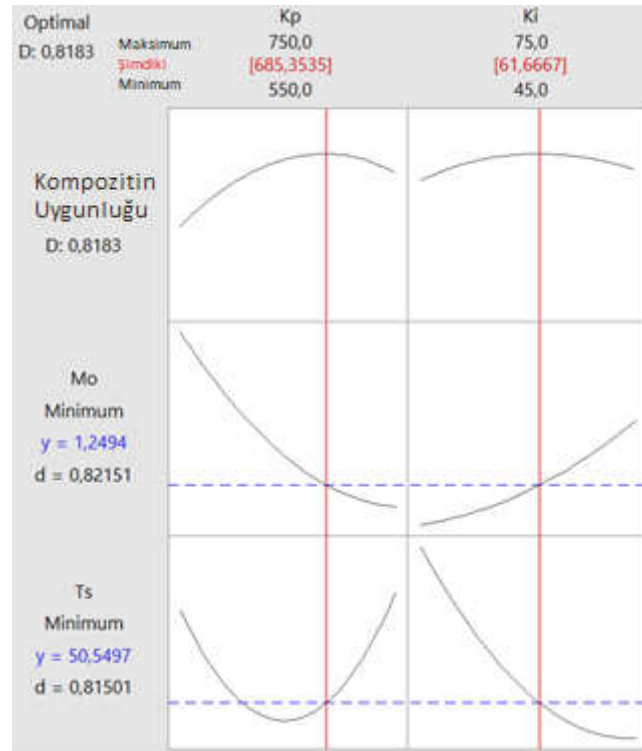 Optimal
D: 0,8183
Kp
Ki
Maksimum
750,0
75,0
Şimdiki
[685,3535]
[61,6667]
Minimum
550,0
45,0
Kompozitin
Uygunluğu
D: 0,8183
Mo
Minimum
y = 1,2494
d = 0,82151
Ts
Minimum
y = 50,5497
d = 0,81501